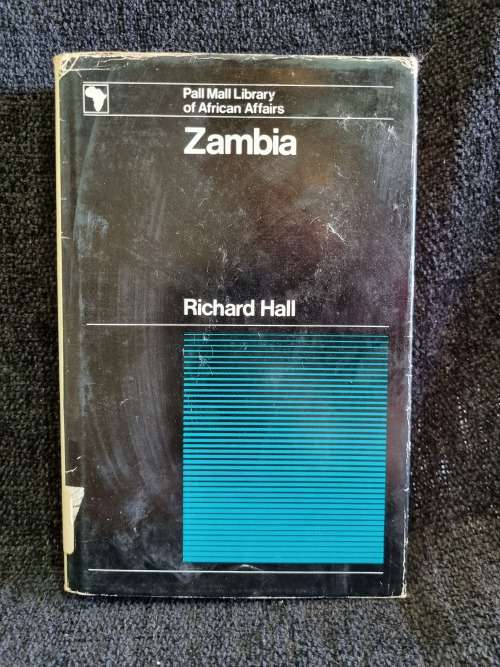 Pall Mall Library
of African Affairs
Zambia
Richard Hall